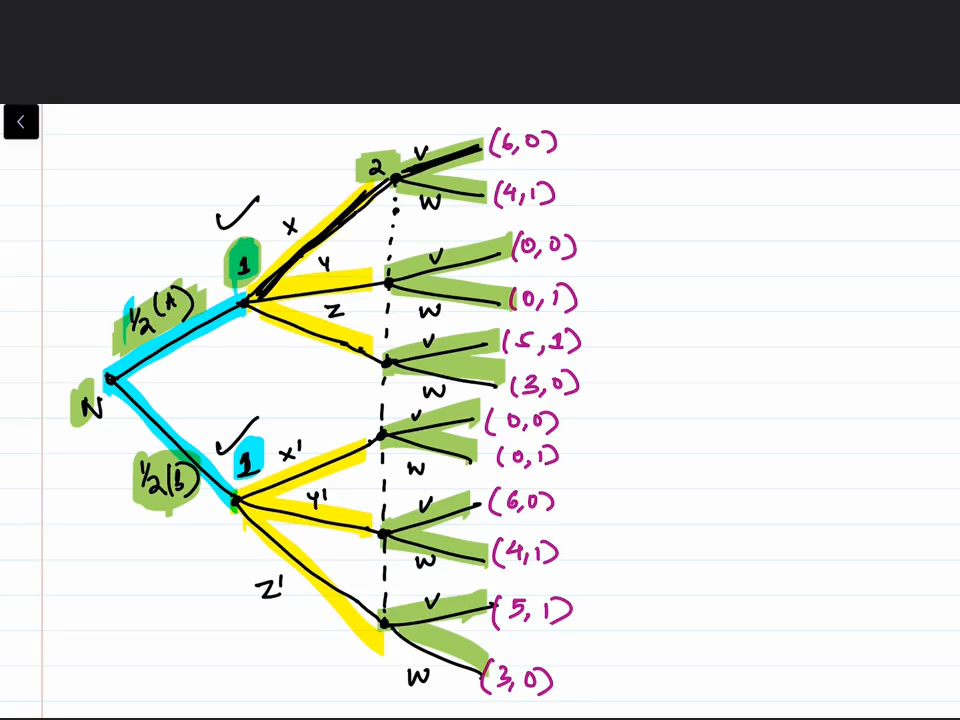 V (6,0)
2
W (4,1)
X
1 Y V (0,0)
½(A) Z W (0,1)
V (5,1)
W (3,0)
N
V (0,0)
1 X' W (0,1)
½(B) Y' V (6,0)
W (4,1)
Z' V (5,1)
W (3,0)